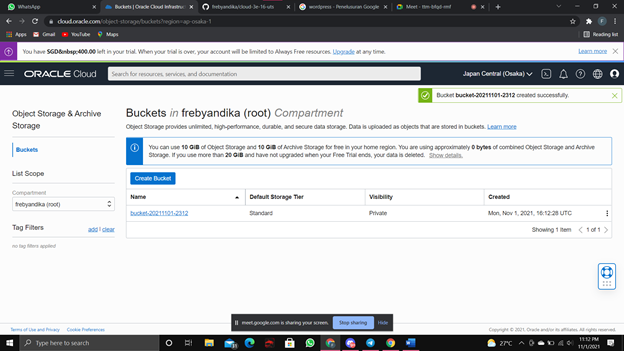 WhatsApp
Buckets | Oracle Cloud Infrastruc
frebyandika/cloud-3e-16-uts
wordpress - Penelusuran Google
Meet - ttm-bfgd-mtf
cloud.oracle.com/object-storage/buckets?region=ap-osaka-1
Apps
Gmail
YouTube
Maps
Reading list
You have SGD&nbsp;400.00 left in your trial. When your trial is over, your account will be limited to Always Free resources. Upgrade at any time.
Learn more
ORACLE Cloud
Search for resources, services, and documentation
Japan Central (Osaka)
Bucket bucket-20211101-2312 created successfully.
Object Storage & Archive Storage
Buckets
List Scope
Compartment
frebyandika (root)
Tag Filters
add | clear
no tag filters applied
Buckets in frebyandika (root) Compartment
Object Storage provides unlimited, high-performance, durable, and secure data storage. Data is uploaded as objects that are stored in buckets. Learn more
You can use 10 GiB of Object Storage and 10 GiB of Archive Storage for free in your home region. You are using approximately 0 bytes of combined Object Storage and Archive
Storage. If you use more than 20 GiB and have not upgraded when your Free Trial ends, your data is deleted. Show details.
Create Bucket
Name
Default Storage Tier
Visibility
Created
bucket-20211101-2312
Standard
Private
Mon, Nov 1, 2021, 16:12:28 UTC
Showing 1 Item
1 of 1
meet.google.com is sharing your screen.
Stop sharing
Hide
Terms of Use and Privacy
Cookie Preferences
Copyright © 2021, Oracle and/or its affiliates. All rights reserved.
Type here to search
27°C
11:12 PM
11/1/2021